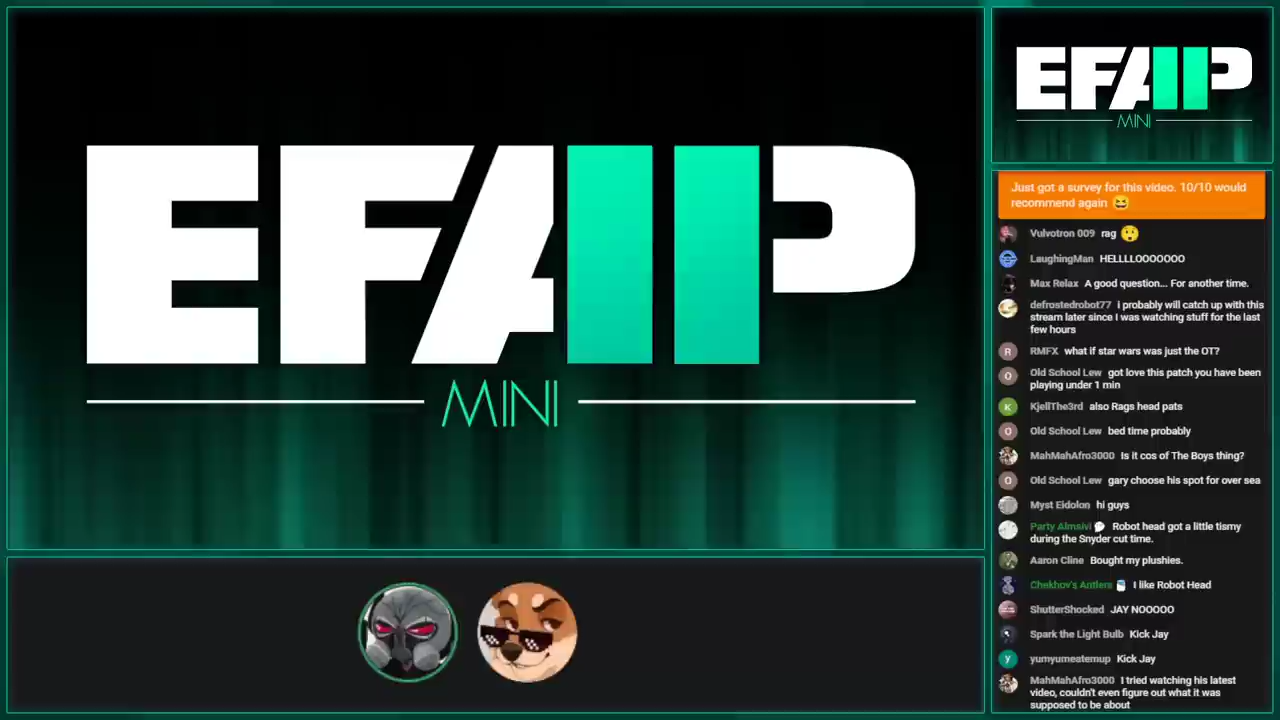 EFAP
MINI
EFAP
MINI
Just got a survey for this video. 10/10 would
recommend again 😆
Vulvotron 009 rag 😲
LaughingMan HELLLLOOOOOOO
Max Relax A good question... For another time.
defrostedrobot77 i probably will catch up with this
stream later since I was watching stuff for the last
few hours
R RMFX what if star wars was just the OT?
O Old School Lew got love this patch you have been
playing under 1 min
K KjellThe3rd also Rags head pats
O Old School Lew bed time probably
MahMahAfro3000 Is it cos of The Boys thing?
O Old School Lew gary choose his spot for over sea
Myst Eidolon hi guys
Party Almsivi Robot head got a little tismy
during the Snyder cut time.
Aaron Cline Bought my plushies.
Chekhov's Antlers I like Robot Head
ShutterShocked JAY NOOOOO
Spark the Light Bulb Kick Jay
y yumyumeatemup Kick Jay
MahMahAfro3000 I tried watching his latest
video, couldn't even figure out what it was
supposed to be about